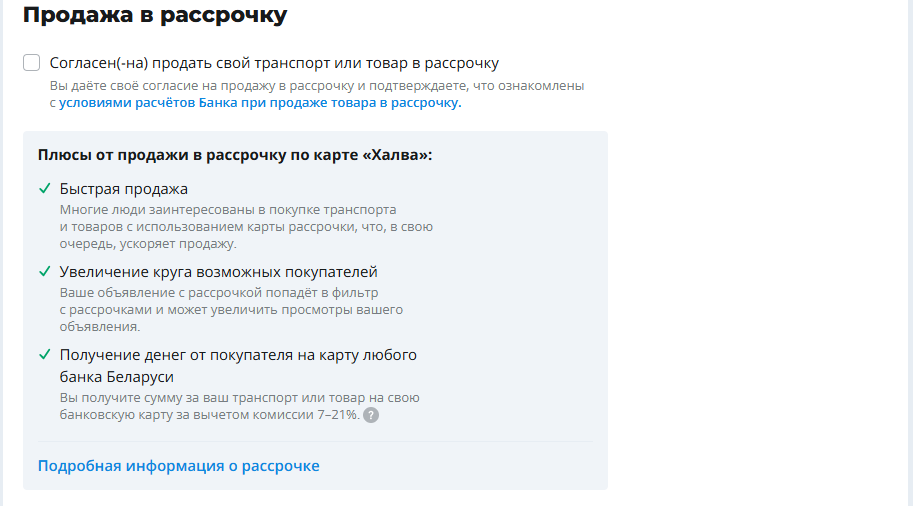 Продажа в рассрочку
Согласен(-на) продать свой транспорт или товар в рассрочку
Вы даёте своё согласие на продажу в рассрочку и подтверждаете, что ознакомлены
с условиями расчётов Банка при продаже товара в рассрочку.
Плюсы от продажи в рассрочку по карте «Халва»:
Быстрая продажа
Многие люди заинтересованы в покупке транспорта
и товаров с использованием карты рассрочки, что, в свою
очередь, ускоряет продажу.
Увеличение круга возможных покупателей
Ваше объявление с рассрочкой попадёт в фильтр
с рассрочками и может увеличить просмотры вашего
объявления.
Получение денег от покупателя на карту любого
банка Беларуси
Вы получите сумму за ваш транспорт или товар на свою
банковскую карту за вычетом комиссии 7–21%. ?
Подробная информация о рассрочке